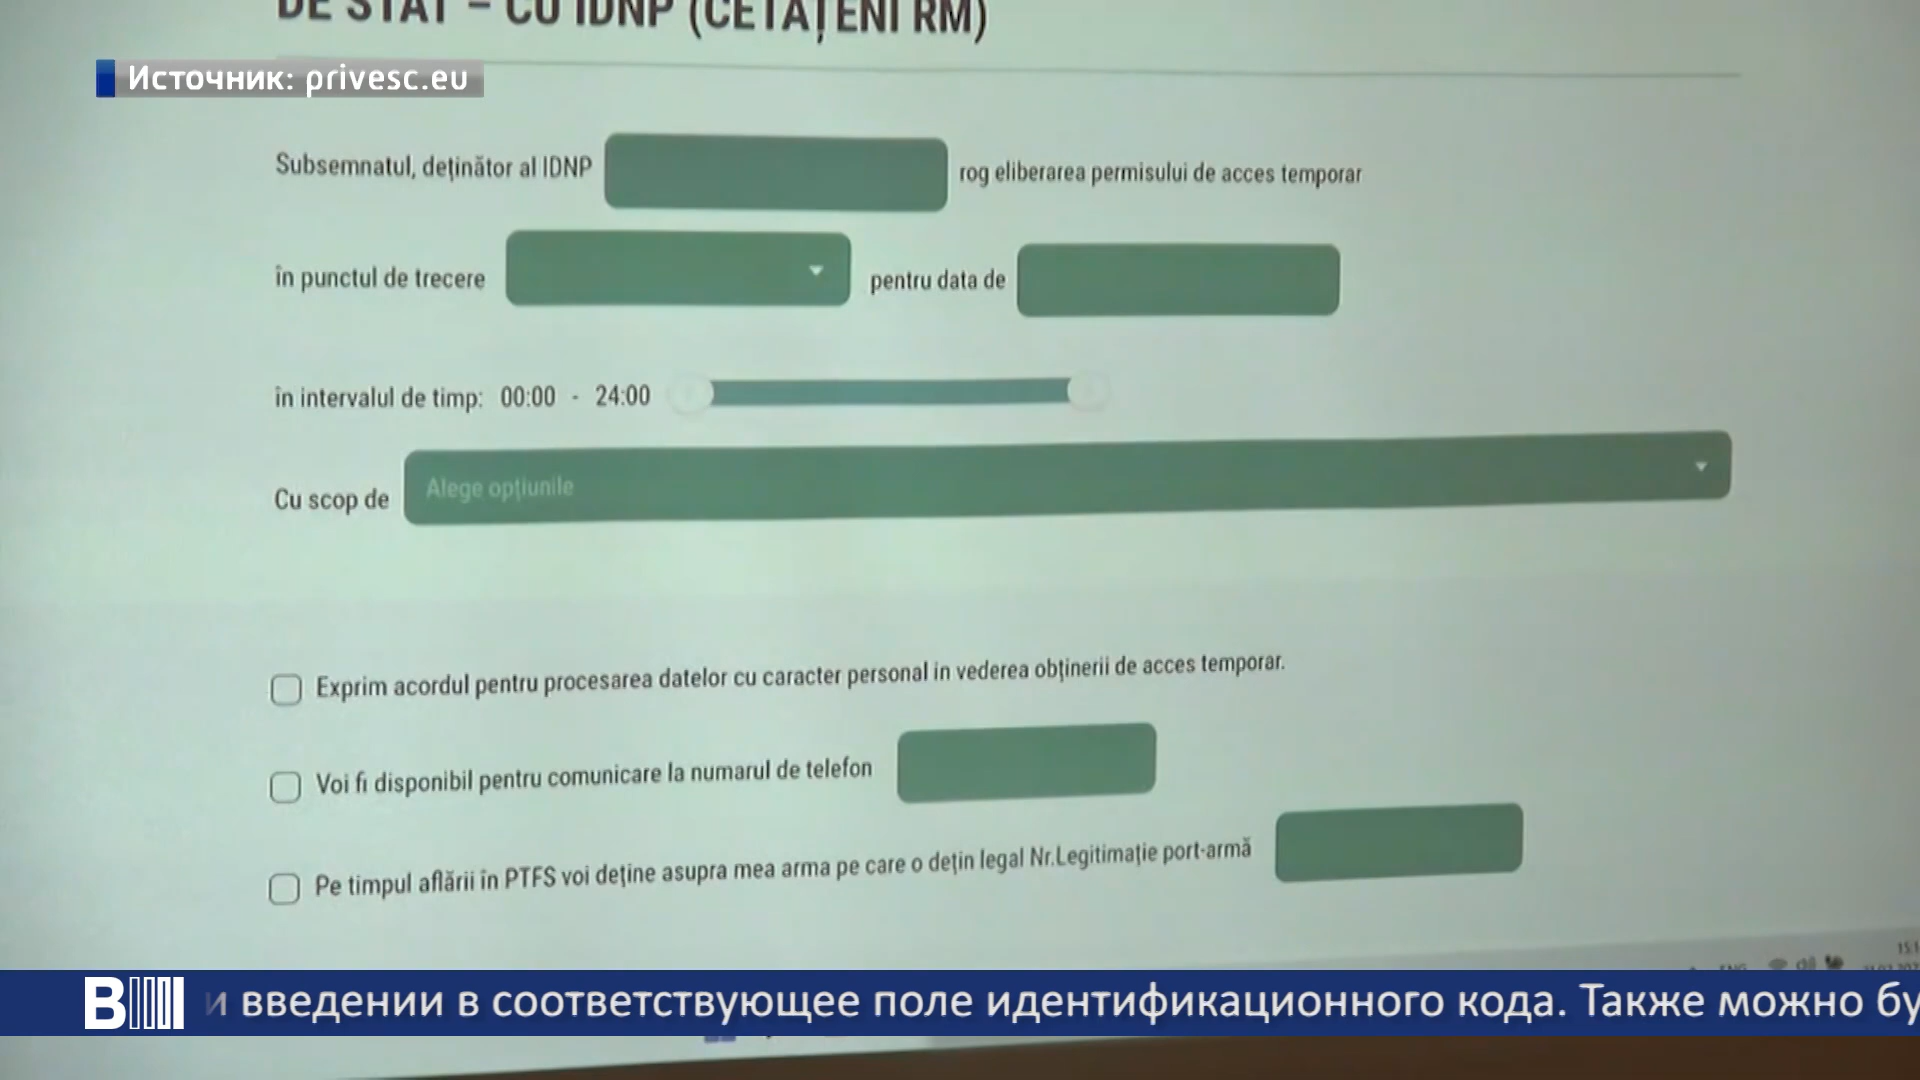 DE STAT – CU IDNP (CETĂȚENI RM)
Источник: privesc.eu
Subsemnatul, deținător al IDNP rog eliberarea permisului de acces temporar
în punctul de trecere pentru data de
în intervalul de timp: 00:00 - 24:00
Cu scop de Alege opțiunile
Exprim acordul pentru procesarea datelor cu caracter personal in vederea obținerii de acces temporar.
Voi fi disponibil pentru comunicare la numarul de telefon
Pe timpul aflării în PTFS voi deține asupra mea arma pe care o dețin legal Nr.Legitimație port-armă
ENG
и введении в соответствующее поле идентификационного кода. Также можно бу